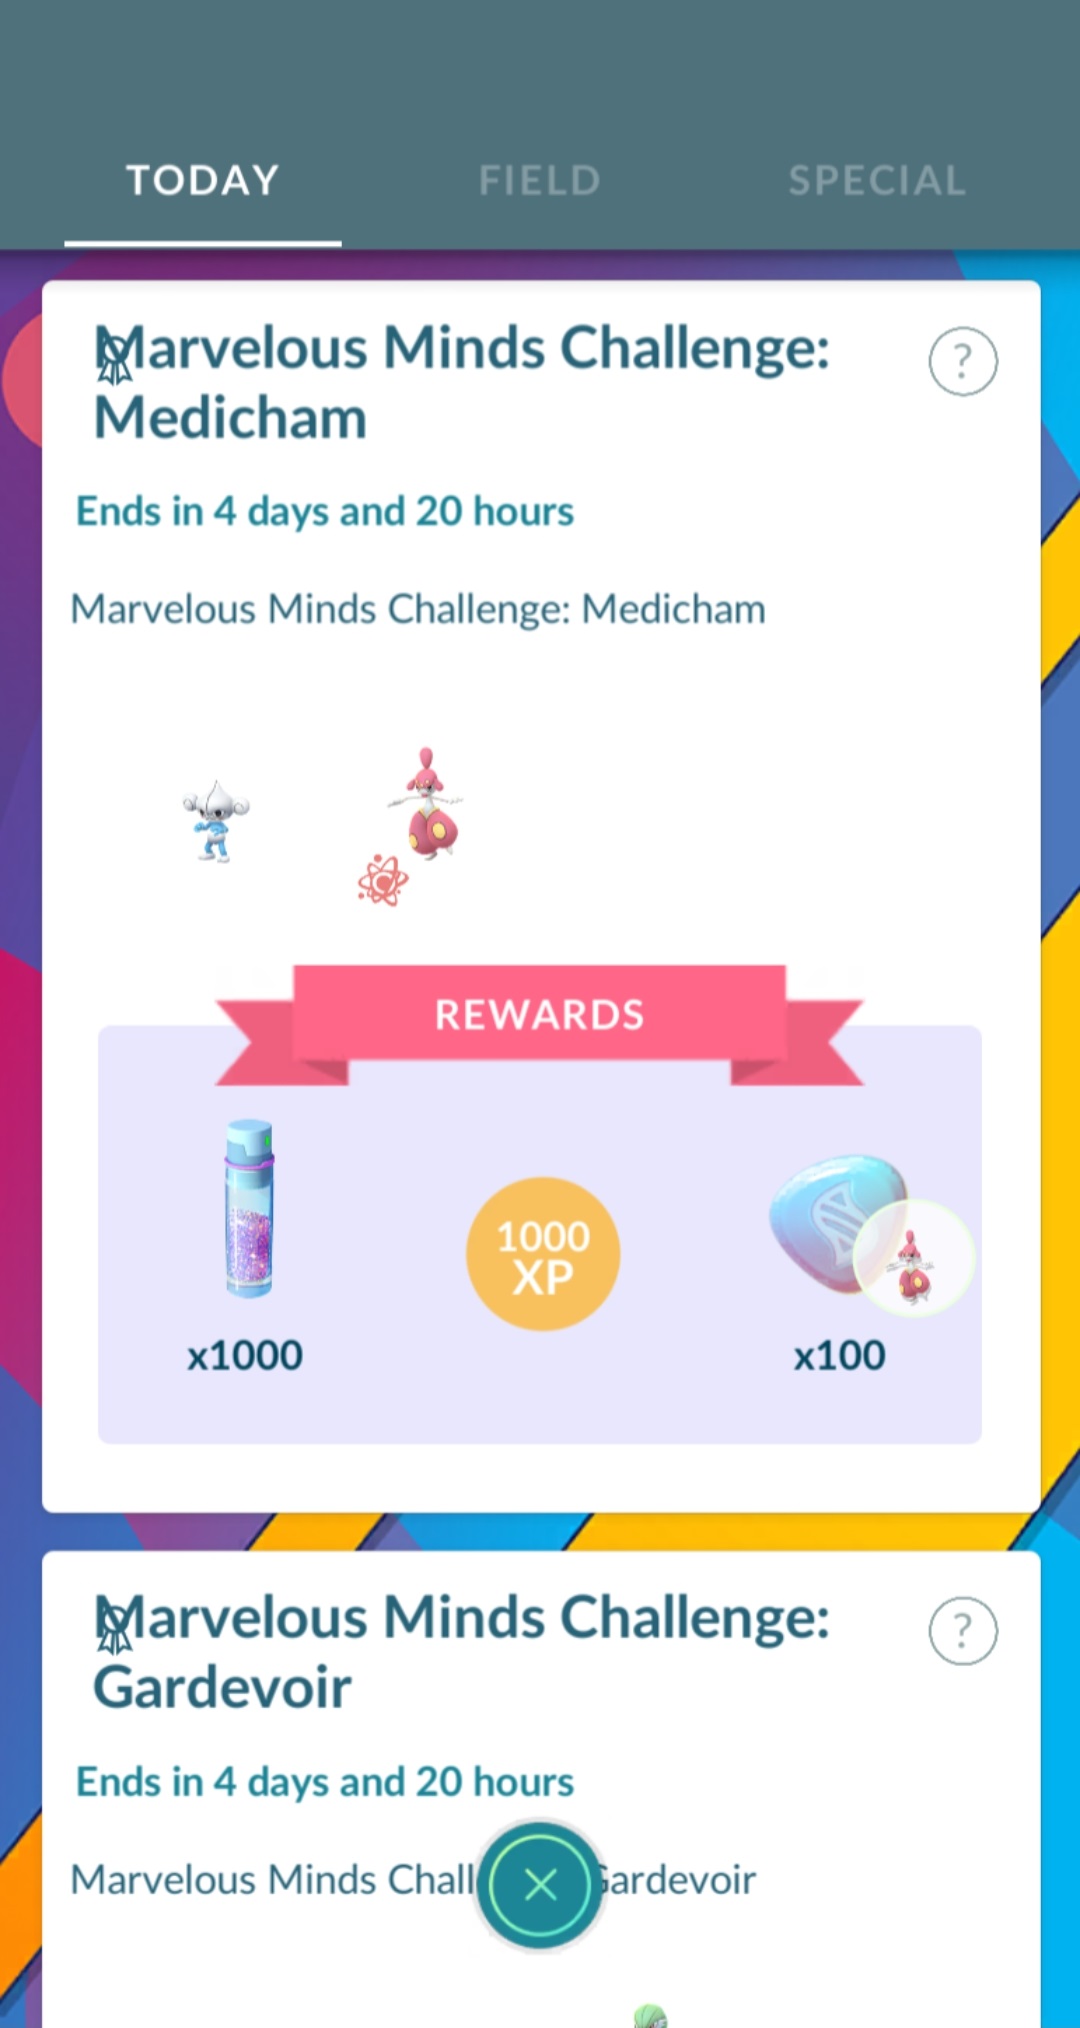 TODAY
FIELD
SPECIAL
Marvelous Minds Challenge:
Medicham
?
Ends in 4 days and 20 hours
Marvelous Minds Challenge: Medicham
REWARDS
1000
XP
x1000
x100
Marvelous Minds Challenge:
Gardevoir
?
Ends in 4 days and 20 hours
Marvelous Minds Chall Gardevoir